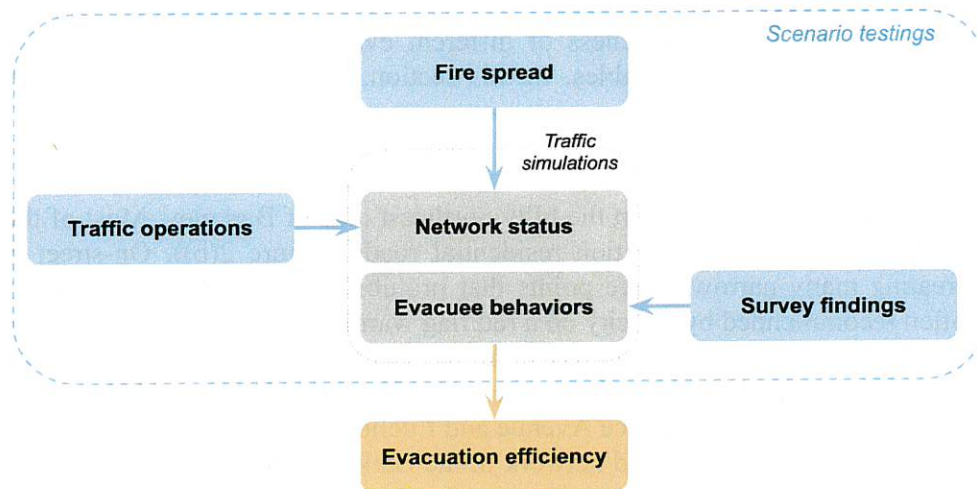 Scenario testings
Fire spread
Traffic
simulations
Traffic operations
Network status
Evacuee behaviors
Survey findings
Evacuation efficiency